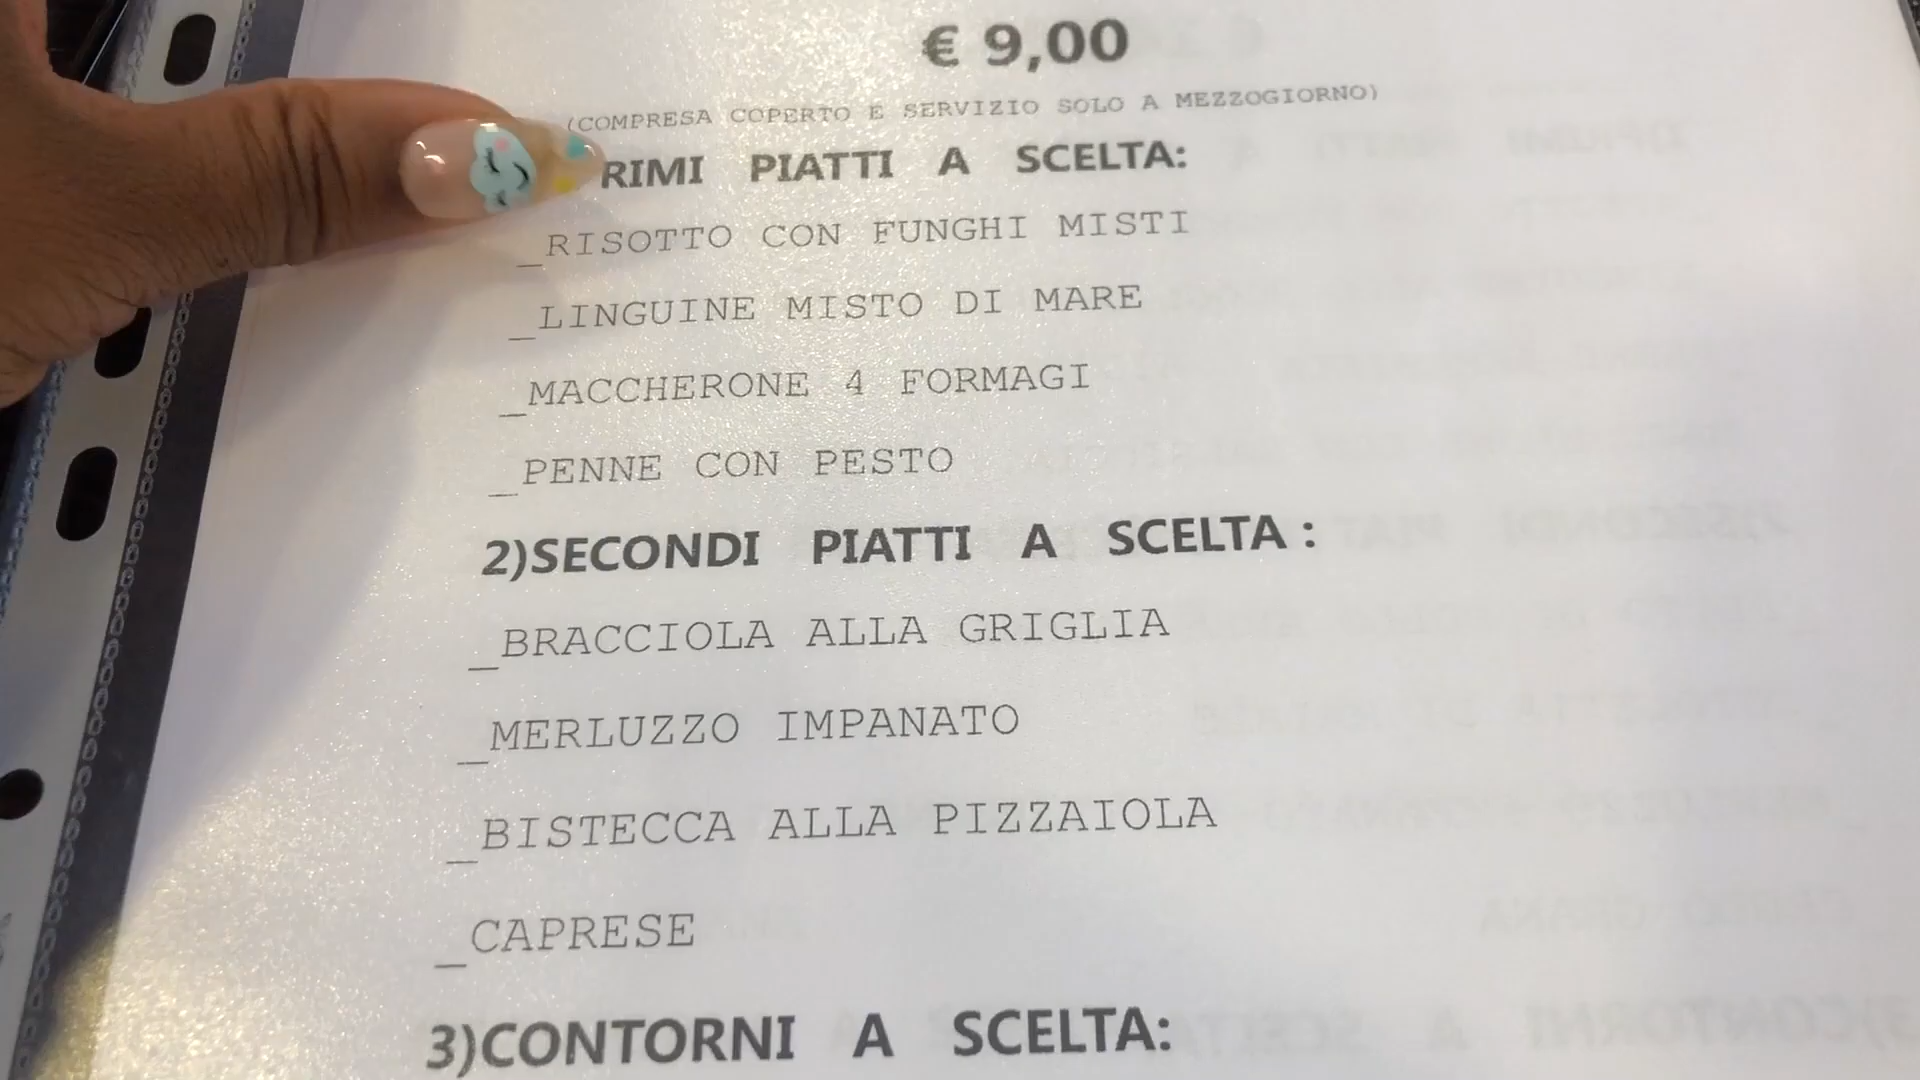 € 9,00
(COMPRESA COPERTO E SERVIZIO SOLO A MEZZOGIORNO)
RIMI PIATTI A SCELTA:
_RISOTTO CON FUNGHI MISTI
_LINGUINE MISTO DI MARE
_MACCHERONE 4 FORMAGI
_PENNE CON PESTO
2)SECONDI PIATTI A SCELTA:
_BRACCIOLA ALLA GRIGLIA
_MERLUZZO IMPANATO
_BISTECCA ALLA PIZZAIOLA
_CAPRESE
3)CONTORNI A SCELTA: